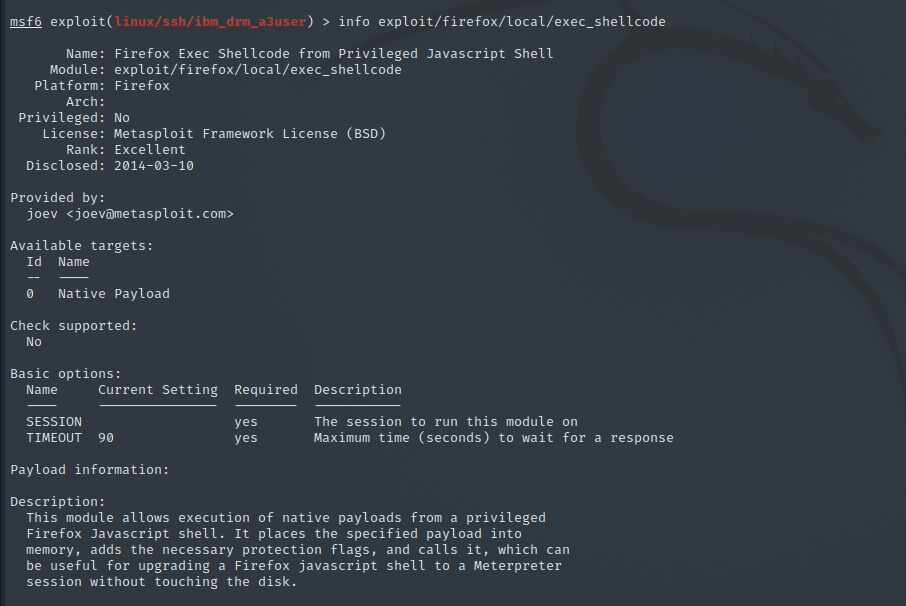 msf6 exploit(linux/ssh/ibm_drm_a3user) > info exploit/firefox/local/exec_shellcode
Name: Firefox Exec Shellcode from Privileged Javascript Shell
Module: exploit/firefox/local/exec_shellcode
Platform: Firefox
Arch:
Privileged: No
License: Metasploit Framework License (BSD)
Rank: Excellent
Disclosed: 2014-03-10
Provided by:
joev <joev@metasploit.com>
Available targets:
Id  Name
--  ----
0   Native Payload
Check supported:
No
Basic options:
Name     Current Setting  Required  Description
----     ---------------  --------  -----------
SESSION                   yes       The session to run this module on
TIMEOUT  90               yes       Maximum time (seconds) to wait for a response
Payload information:
Description:
This module allows execution of native payloads from a privileged
Firefox Javascript shell. It places the specified payload into
memory, adds the necessary protection flags, and calls it, which can
be useful for upgrading a Firefox javascript shell to a Meterpreter
session without touching the disk.